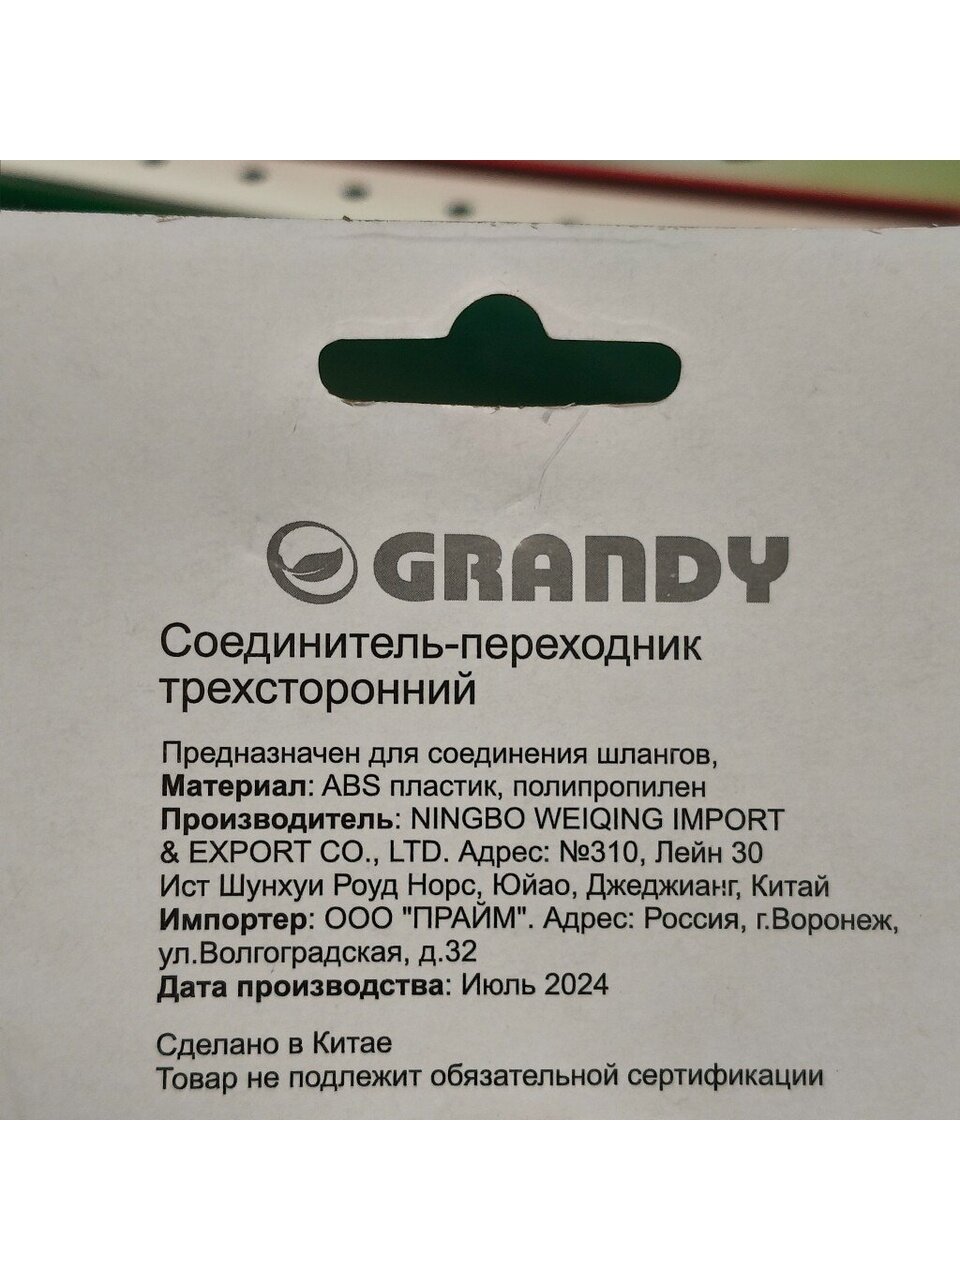 GRANDY
Соединитель-переходник
трехсторонний
Предназначен для соединения шлангов,
Материал: ABS пластик, полипропилен
Производитель: NINGBO WEIQING IMPORT
& EXPORT CO., LTD. Адрес: №310, Лейн 30
Ист Шунхуи Роуд Норс, Юйао, Джеджианг, Китай
Импортер: ООО "ПРАЙМ". Адрес: Россия, г.Воронеж,
ул.Волгоградская, д.32
Дата производства: Июль 2024
Сделано в Китае
Товар не подлежит обязательной сертификации